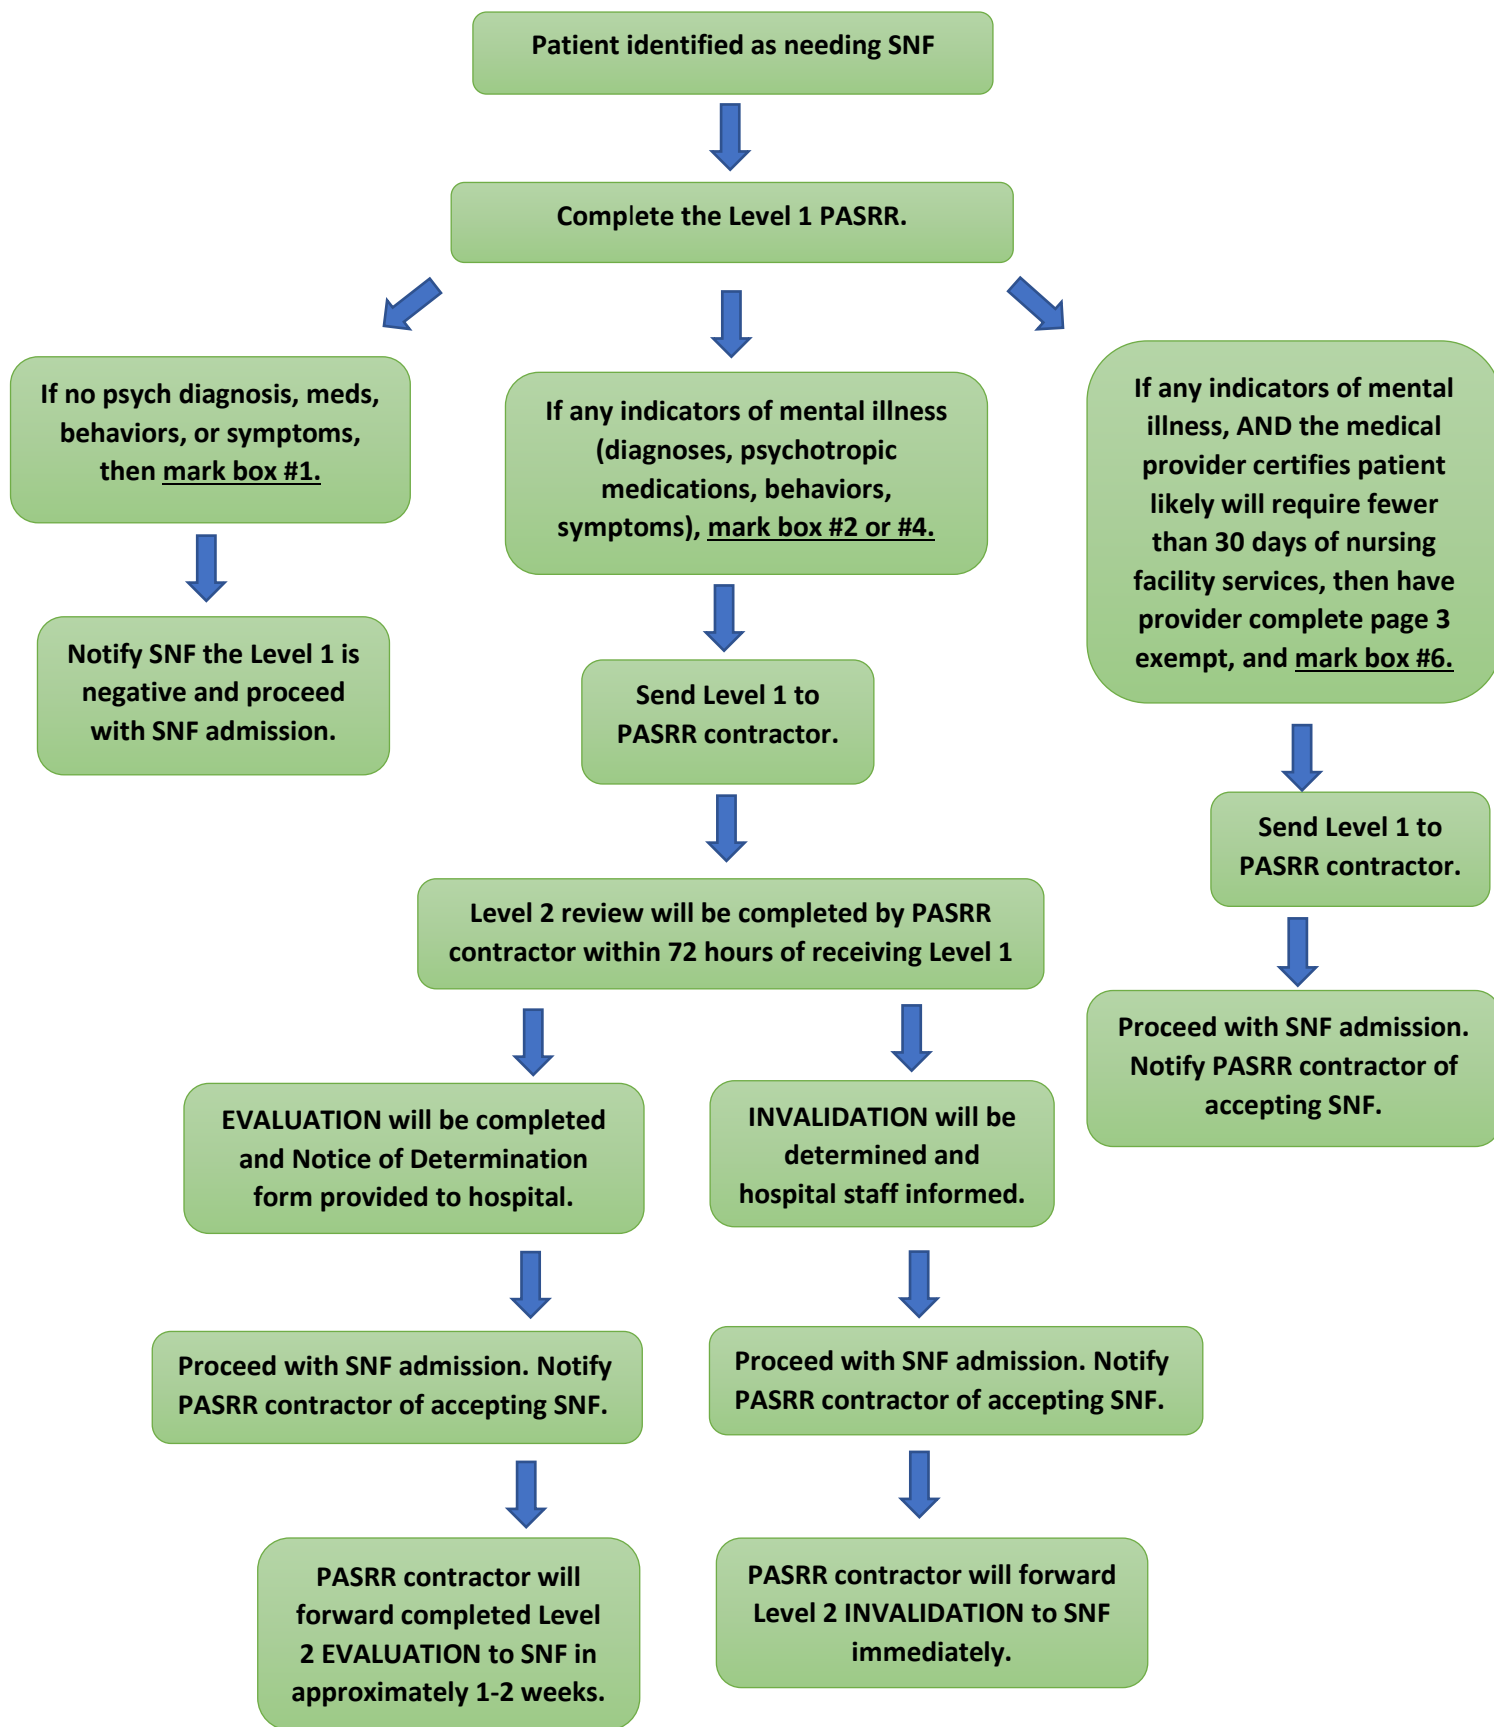 Patient identified as needing SNF
Complete the Level 1 PASRR.
If no psych diagnosis, meds,
behaviors, or symptoms,
then mark box #1.
Notify SNF the Level 1 is
negative and proceed
with SNF admission.
If any indicators of mental illness
(diagnoses, psychotropic
medications, behaviors,
symptoms), mark box #2 or #4.
Send Level 1 to
PASRR contractor.
Level 2 review will be completed by PASRR
contractor within 72 hours of receiving Level 1
EVALUATION will be completed
and Notice of Determination
form provided to hospital.
Proceed with SNF admission. Notify
PASRR contractor of accepting SNF.
PASRR contractor will
forward completed Level
2 EVALUATION to SNF in
approximately 1-2 weeks.
INVALIDATION will be
determined and
hospital staff informed.
Proceed with SNF admission. Notify
PASRR contractor of accepting SNF.
PASRR contractor will forward
Level 2 INVALIDATION to SNF
immediately.
If any indicators of mental
illness, AND the medical
provider certifies patient
likely will require fewer
than 30 days of nursing
facility services, then have
provider complete page 3
exempt, and mark box #6.
Send Level 1 to
PASRR contractor.
Proceed with SNF admission.
Notify PASRR contractor of
accepting SNF.